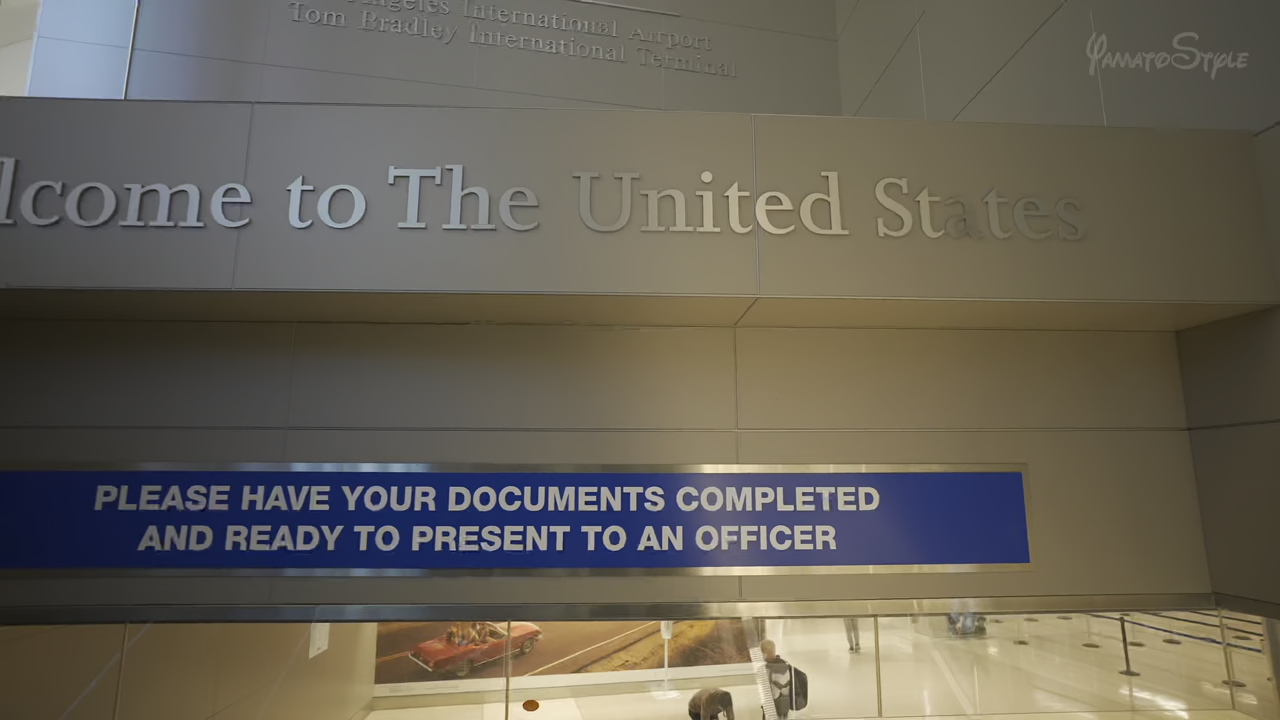 Angeles International Airport
Tom Bradley International Terminal
YAMATOSTYLE
lcome to The United States
PLEASE HAVE YOUR DOCUMENTS COMPLETED
AND READY TO PRESENT TO AN OFFICER